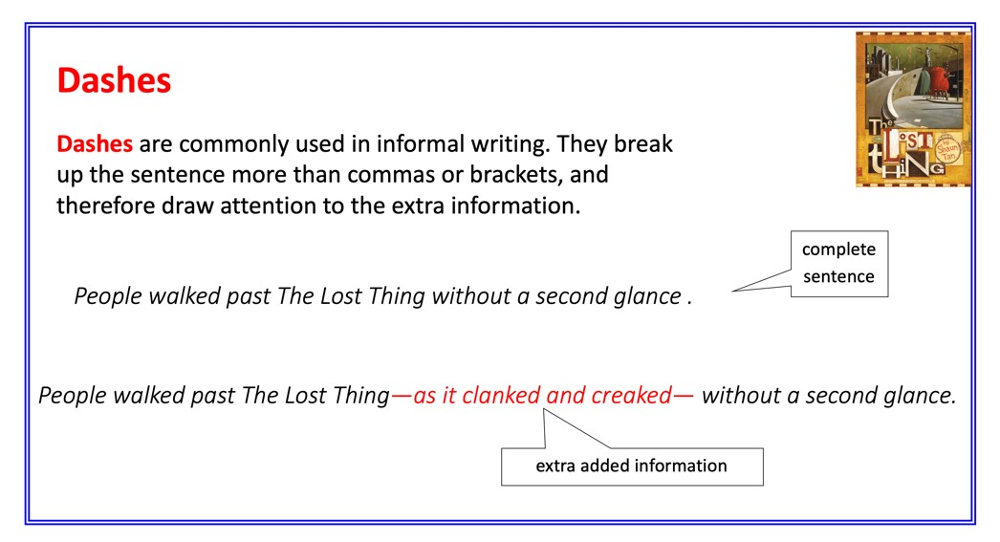 Dashes
Dashes are commonly used in informal writing. They break
up the sentence more than commas or brackets, and
therefore draw attention to the extra information.
The
LOST
tHiNG
by
Shaun
Tan
complete
sentence
People walked past The Lost Thing without a second glance .
People walked past The Lost Thing—as it clanked and creaked— without a second glance.
extra added information